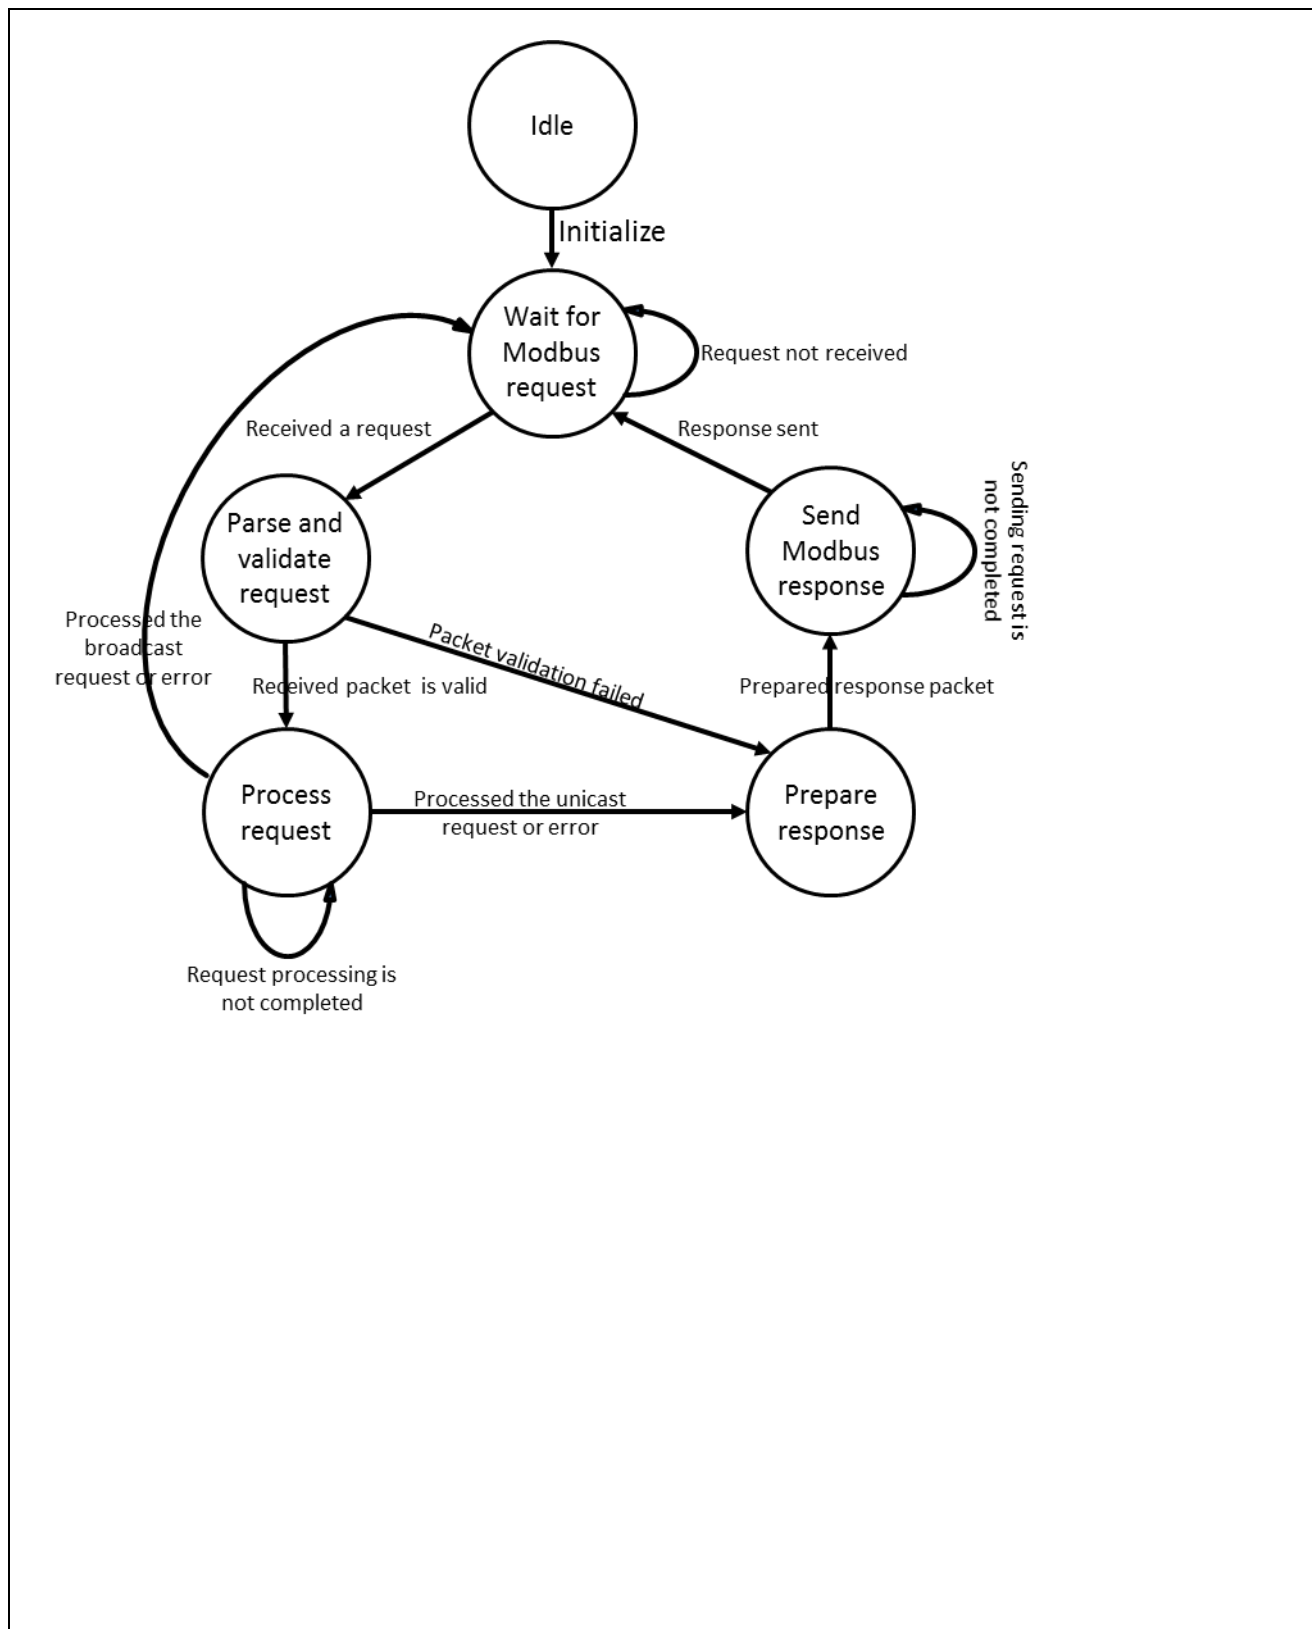 Idle
Initialize
Wait for
Modbus
request
Request not received
Received a request
Response sent
Parse and
validate
request
Send
Modbus
response
Sending request is
not completed
Processed the
broadcast
request or error
Received packet is valid
Packet validation failed
Prepared response packet
Process
request
Processed the unicast
request or error
Prepare
response
Request processing is
not completed